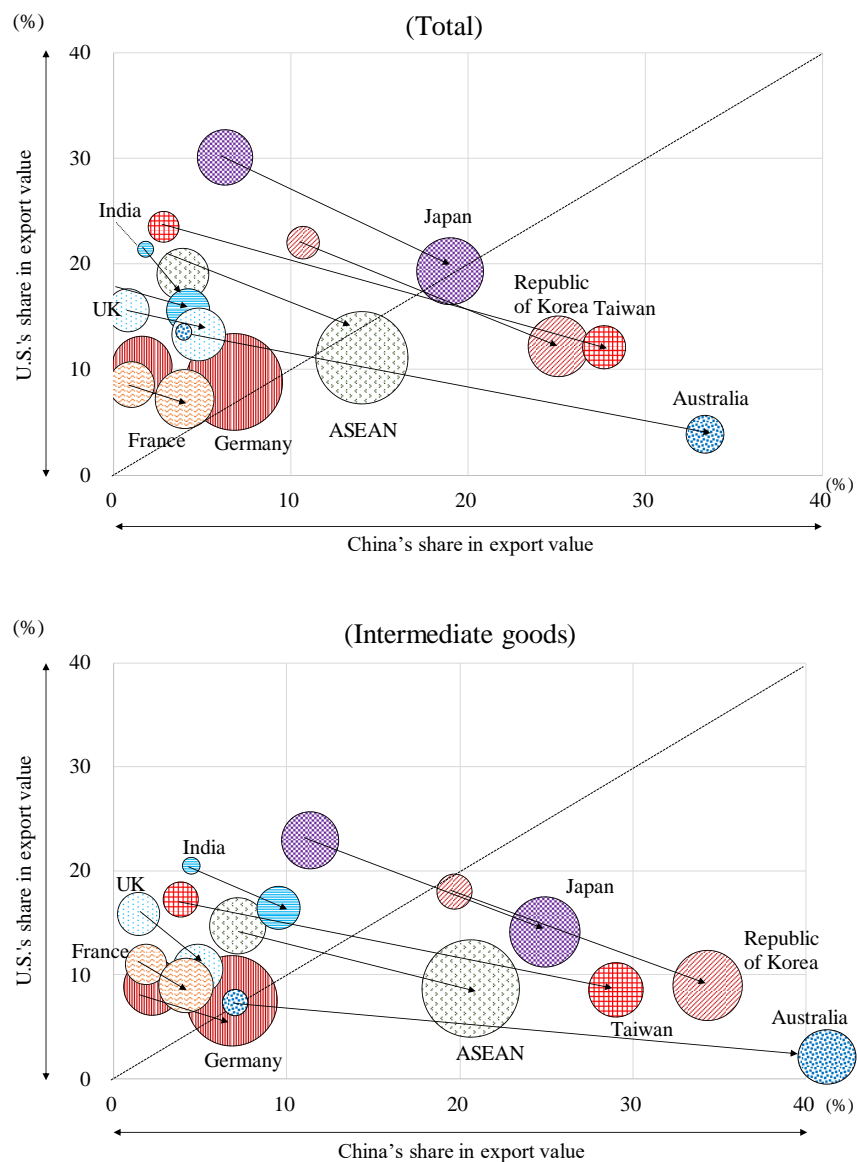 (%)
(Total)
40
30
20
10
0
U.S.'s share in export value
India
Japan
Republic
of Korea
Taiwan
UK
Australia
France
Germany
ASEAN
0
10
20
30
40
(%)
China's share in export value
(%)
(Intermediate goods)
40
30
20
10
0
U.S.'s share in export value
India
UK
Japan
France
Republic
of Korea
Australia
Taiwan
ASEAN
Germany
0
10
20
30
40
(%)
China's share in export value